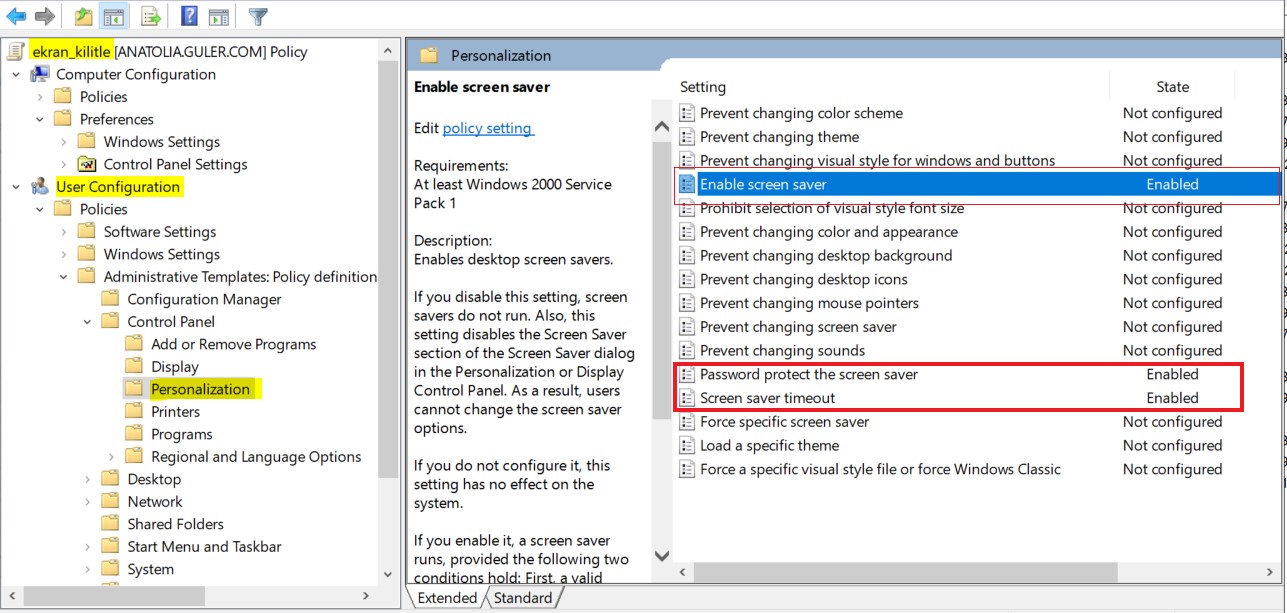 ekran_kilitle [ANATOLIA.GULER.COM] Policy
Computer Configuration
Policies
Preferences
Windows Settings
Control Panel Settings
User Configuration
Policies
Software Settings
Windows Settings
Administrative Templates: Policy definition
Configuration Manager
Control Panel
Add or Remove Programs
Display
Personalization
Printers
Programs
Regional and Language Options
Desktop
Network
Shared Folders
Start Menu and Taskbar
System
Personalization
Enable screen saver
Edit policy setting
Requirements:
At least Windows 2000 Service
Pack 1
Description:
Enables desktop screen savers.
If you disable this setting, screen
savers do not run. Also, this
setting disables the Screen Saver
section of the Screen Saver dialog
in the Personalization or Display
Control Panel. As a result, users
cannot change the screen saver
options.
If you do not configure it, this
setting has no effect on the
system.
If you enable it, a screen saver
runs, provided the following two
conditions hold: First, a valid
Setting State
Prevent changing color scheme Not configured
Prevent changing theme Not configured
Prevent changing visual style for windows and buttons Not configured
Enable screen saver Enabled
Prohibit selection of visual style font size Not configured
Prevent changing color and appearance Not configured
Prevent changing desktop background Not configured
Prevent changing desktop icons Not configured
Prevent changing mouse pointers Not configured
Prevent changing screen saver Not configured
Prevent changing sounds Not configured
Password protect the screen saver Enabled
Screen saver timeout Enabled
Force specific screen saver Not configured
Load a specific theme Not configured
Force a specific visual style file or force Windows Classic Not configured
Extended Standard